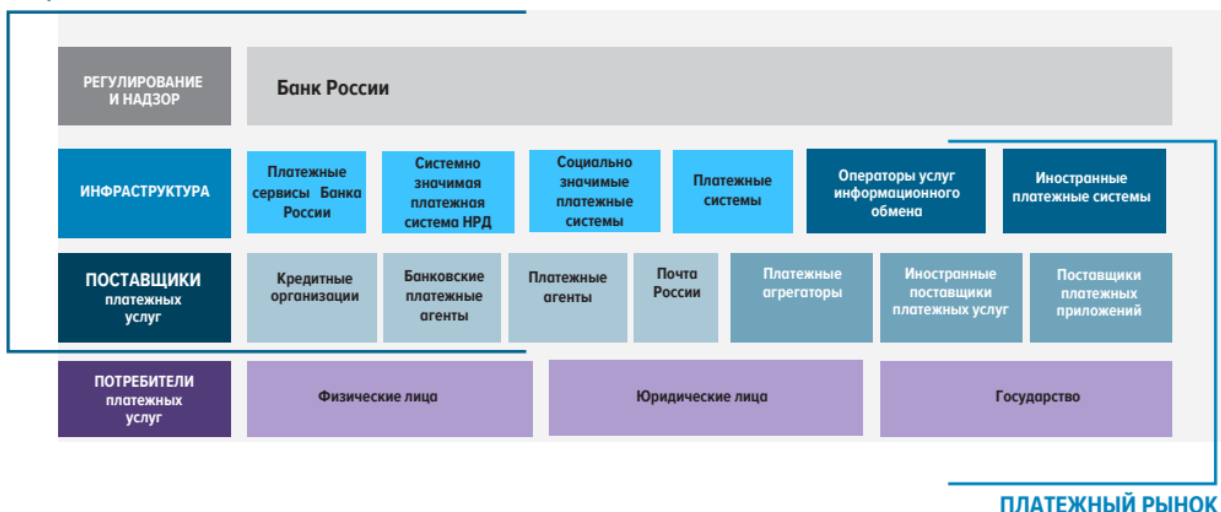 РЕГУЛИРОВАНИЕ
И НАДЗОР
Банк России
ИНФРАСТРУКТУРА
Платежные
сервисы Банка
России
Системно
значимая
платежная
система НРД
Социально
значимые
платежные
системы
Платежные
системы
Операторы услуг
информационного
обмена
Иностранные
платежные системы
ПОСТАВЩИКИ
платежных
услуг
Кредитные
организации
Банковские
платежные
агенты
Платежные
агенты
Почта
России
Платежные
агрегаторы
Иностранные
поставщики
платежных услуг
Поставщики
платежных
приложений
ПОТРЕБИТЕЛИ
платежных
услуг
Физические лица
Юридические лица
Государство
ПЛАТЕЖНЫЙ РЫНОК